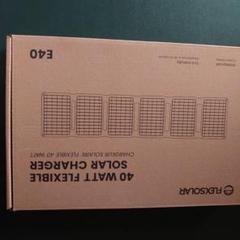 FLEXSOLAR
40 WATT FLEXIBLE
SOLAR CHARGER
CHARGEUR SOLAIRE FLEXIBLE 40 WATT
E40